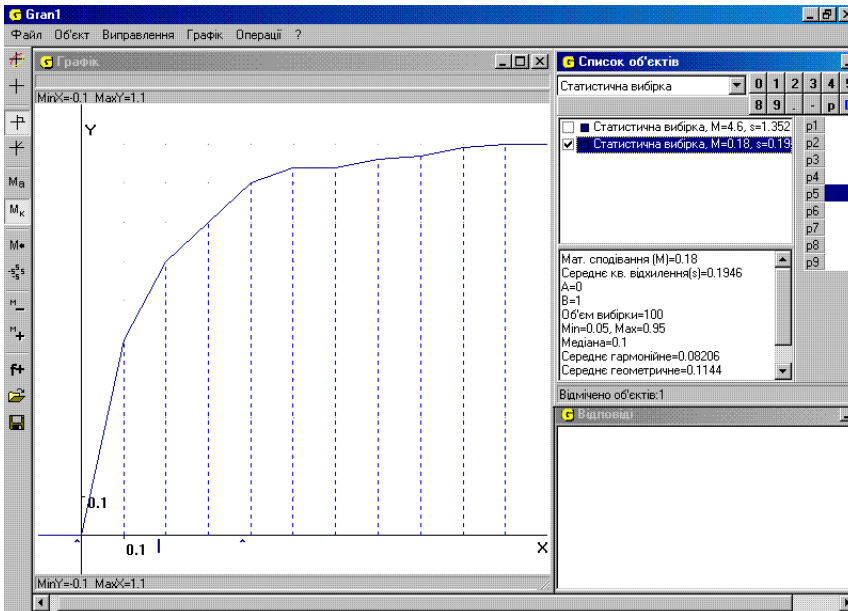 Gran1
Файл Об'єкт Виправлення Графік Операції ?
Графік
MinX=-0.1 MaxY=1.1
Y
0.1
0.1
X
MinY=-0.1 MaxX=1.1
Ма
Мк
М
S S S S
М
М
f+
Список об'єктів
Статистична вибірка
0 1 2 3 4
8 9 . - p
Статистична вибірка, M=4.6, s=1.352
Статистична вибірка, M=0.18, s=0.19
p1
p2
p3
p4
p5
p6
p7
p8
p9
Мат. сподівання (M)=0.18
Середнє кв. відхилення(s)=0.1946
A=0
B=1
Об'єм вибірки=100
Min=0.05, Max=0.95
Медіана=0.1
Середнє гармонійне=0.08206
Середнє геометричне=0.1144
Відмічено об'єктів:1
Відповіді